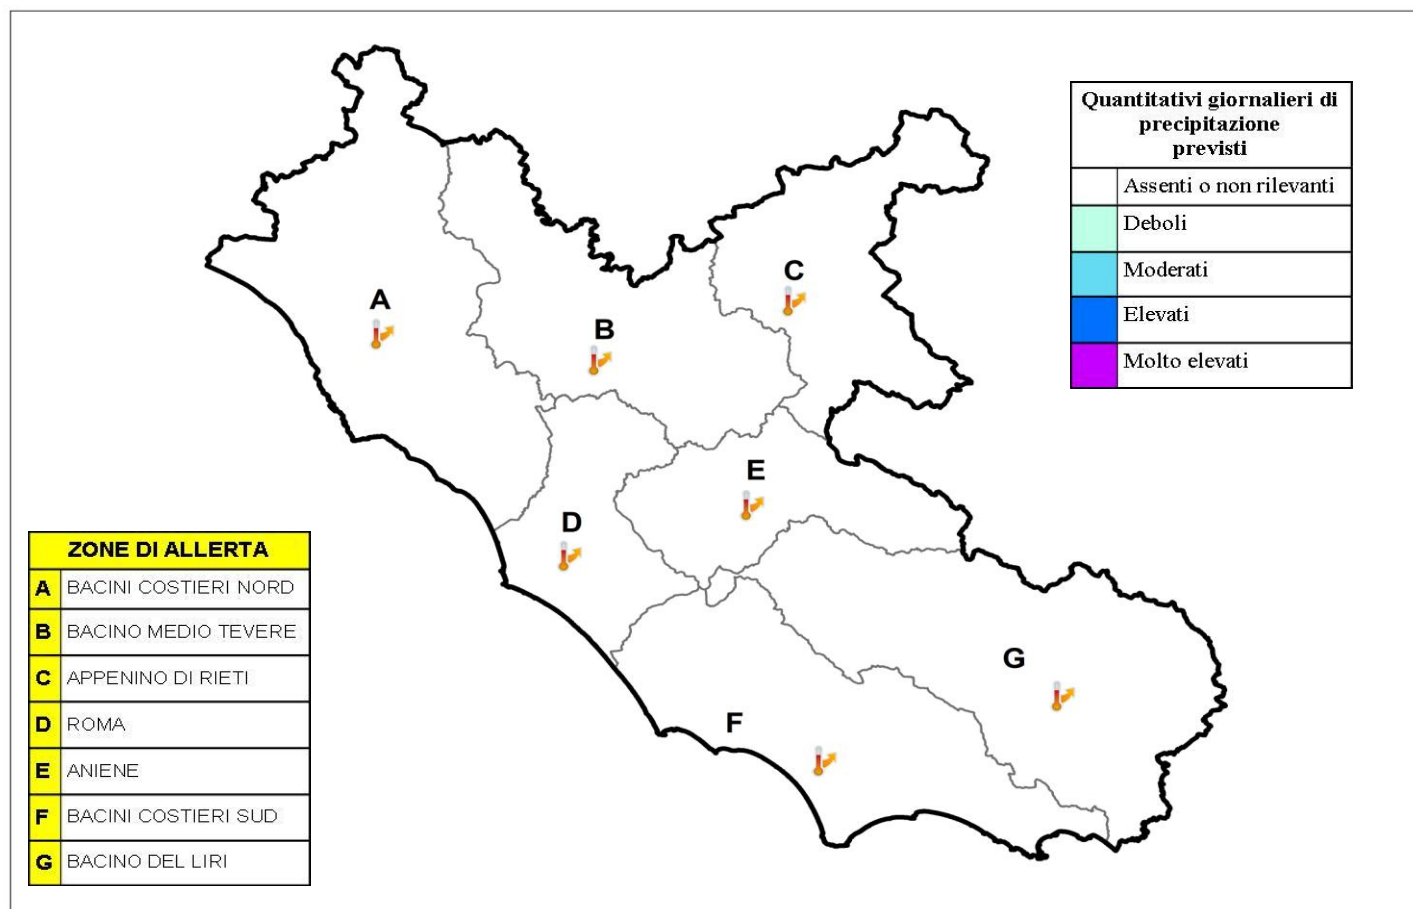 Quantitativi giornalieri di
precipitazione
previsti
Assenti o non rilevanti
Deboli
Moderati
Elevati
Molto elevati
A
B
C
D
E
F
G
ZONE DI ALLERTA
A BACINI COSTIERI NORD
B BACINO MEDIO TEVERE
C APPENINO DI RIETI
D ROMA
E ANIENE
F BACINI COSTIERI SUD
G BACINO DEL LIRI